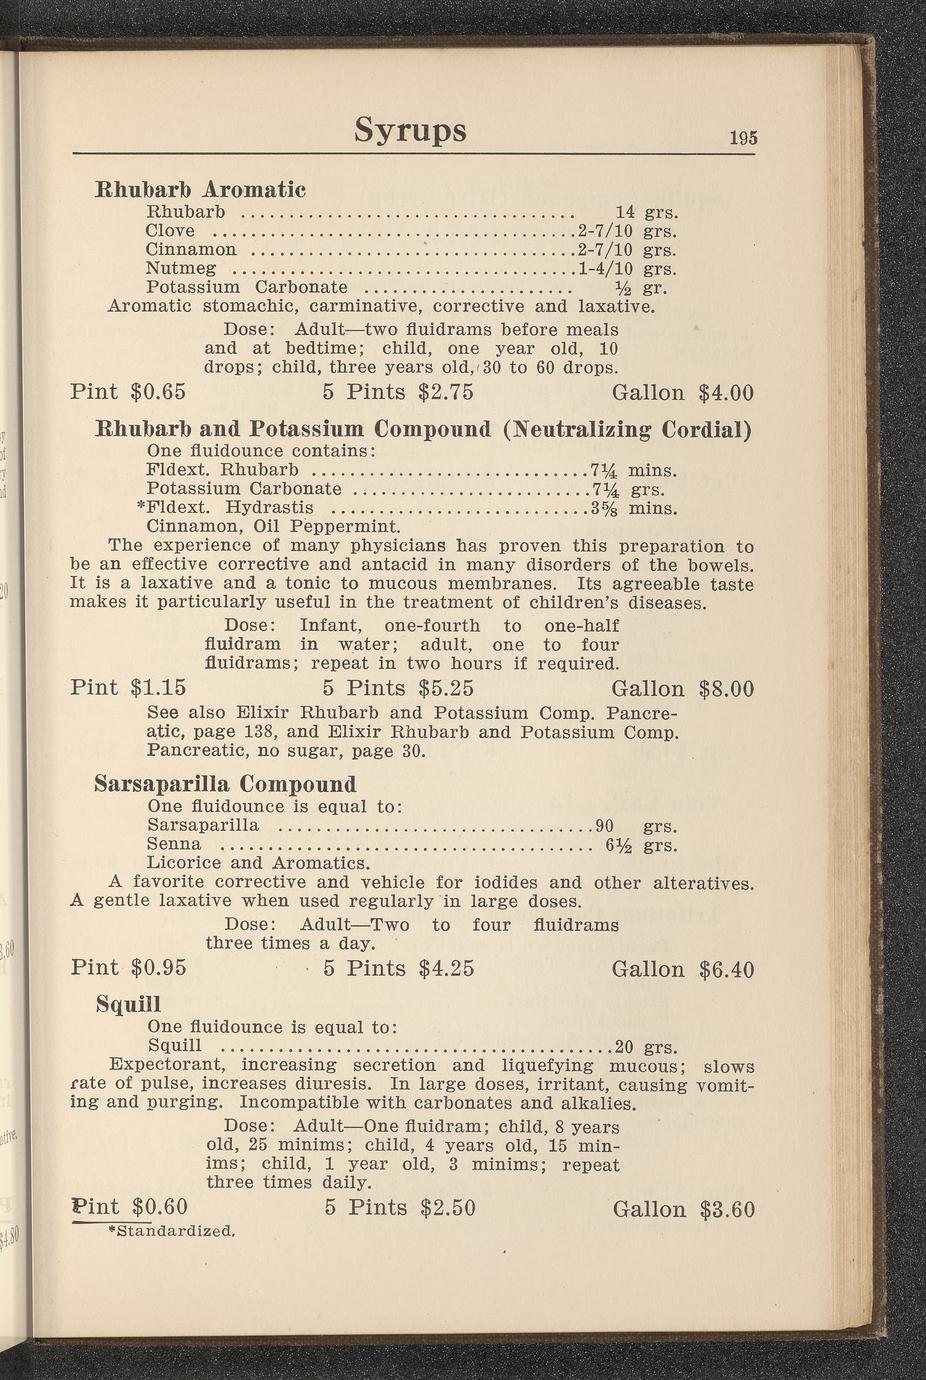 Syrups 195
Rhubarb Aromatic
Rhubarb .................................. 14 grs.
Clove .....................................2-7/10 grs.
Cinnamon .................................2-7/10 grs.
Nutmeg ...................................1-4/10 grs.
Potassium Carbonate ..................... ½ gr.
Aromatic stomachic, carminative, corrective and laxative.
Dose: Adult—two fluidrams before meals
and at bedtime; child, one year old, 10
drops; child, three years old, 30 to 60 drops.
Pint $0.65 5 Pints $2.75 Gallon $4.00
Rhubarb and Potassium Compound (Neutralizing Cordial)
One fluidounce contains:
Fldext. Rhubarb ............................7¼ mins.
Potassium Carbonate ........................7¼ grs.
*Fldext. Hydrastis ..........................3⅝ mins.
Cinnamon, Oil Peppermint.
The experience of many physicians has proven this preparation to
be an effective corrective and antacid in many disorders of the bowels.
It is a laxative and a tonic to mucous membranes. Its agreeable taste
makes it particularly useful in the treatment of children's diseases.
Dose: Infant, one-fourth to one-half
fluidram in water; adult, one to four
fluidrams; repeat in two hours if required.
Pint $1.15 5 Pints $5.25 Gallon $8.00
See also Elixir Rhubarb and Potassium Comp. Pancre-
atic, page 138, and Elixir Rhubarb and Potassium Comp.
Pancreatic, no sugar, page 30.
Sarsaparilla Compound
One fluidounce is equal to:
Sarsaparilla ................................90 grs.
Senna ...................................... 6½ grs.
Licorice and Aromatics.
A favorite corrective and vehicle for iodides and other alteratives.
A gentle laxative when used regularly in large doses.
Dose: Adult—Two to four fluidrams
three times a day.
Pint $0.95 5 Pints $4.25 Gallon $6.40
Squill
One fluidounce is equal to:
Squill ........................................20 grs.
Expectorant, increasing secretion and liquefying mucous; slows
rate of pulse, increases diuresis. In large doses, irritant, causing vomit-
ing and purging. Incompatible with carbonates and alkalies.
Dose: Adult—One fluidram; child, 8 years
old, 25 minims; child, 4 years old, 15 min-
ims; child, 1 year old, 3 minims; repeat
three times daily.
Pint $0.60 5 Pints $2.50 Gallon $3.60
*Standardized.